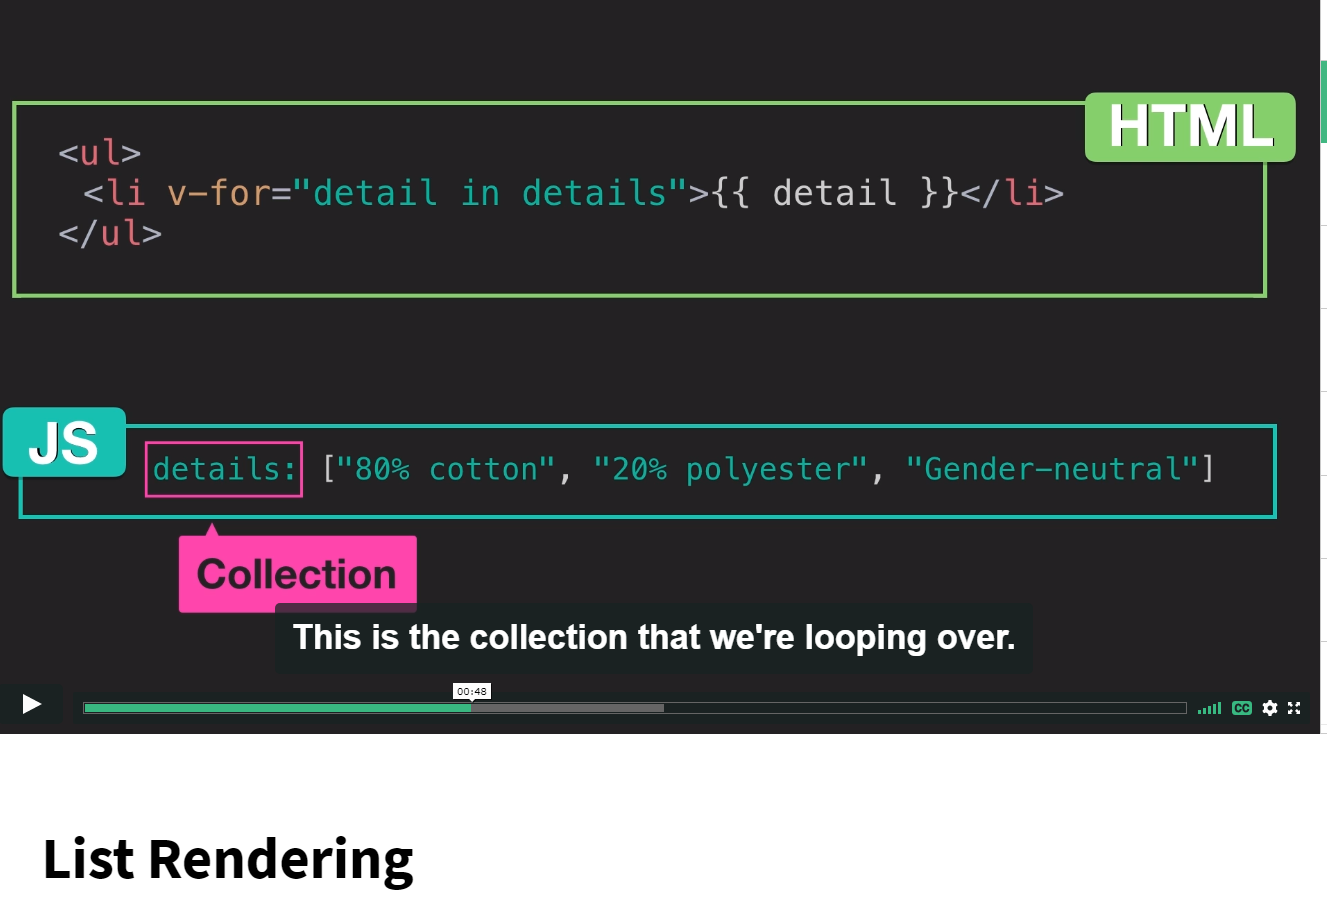 HTML
<ul>
<li v-for="detail in details">{{ detail }}</li>
</ul>
JS
details: ["80% cotton", "20% polyester", "Gender-neutral"]
Collection
This is the collection that we're looping over.
00:48
CC
List Rendering